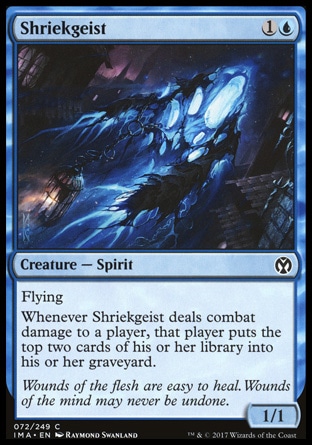 Shriekgeist 1
Creature — Spirit
Flying
Whenever Shriekgeist deals combat
damage to a player, that player puts the
top two cards of his or her library into
his or her graveyard.
Wounds of the flesh are easy to heal. Wounds
of the mind may never be undone.
1/1
072/249 C
IMA • EN Raymond Swanland
™ & © 2017 Wizards of the Coast